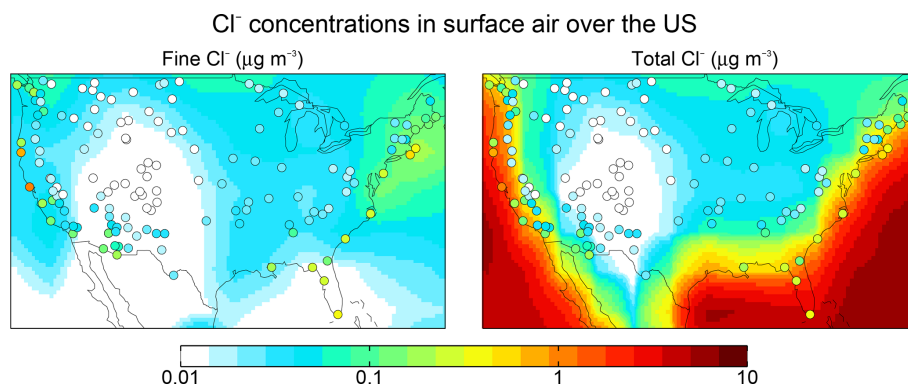 Cl⁻ concentrations in surface air over the US
Fine Cl⁻ (µg m⁻³)
Total Cl⁻ (µg m⁻³)
0.01 0.1 1 10